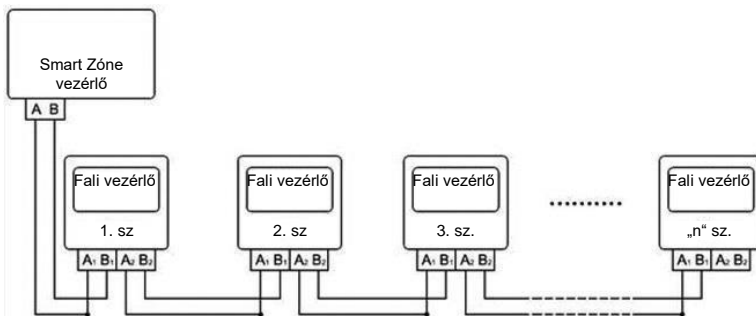 Smart Zóne
vezérlő
A B
Fali vezérlő
1. sz
A₁ B₁ A₂ B₂
Fali vezérlő
2. sz
A₁ B₁ A₂ B₂
Fali vezérlő
3. sz.
A₁ B₁ A₂ B₂
Fali vezérlő
„n“ sz.
A₁ B₁ A₂ B₂